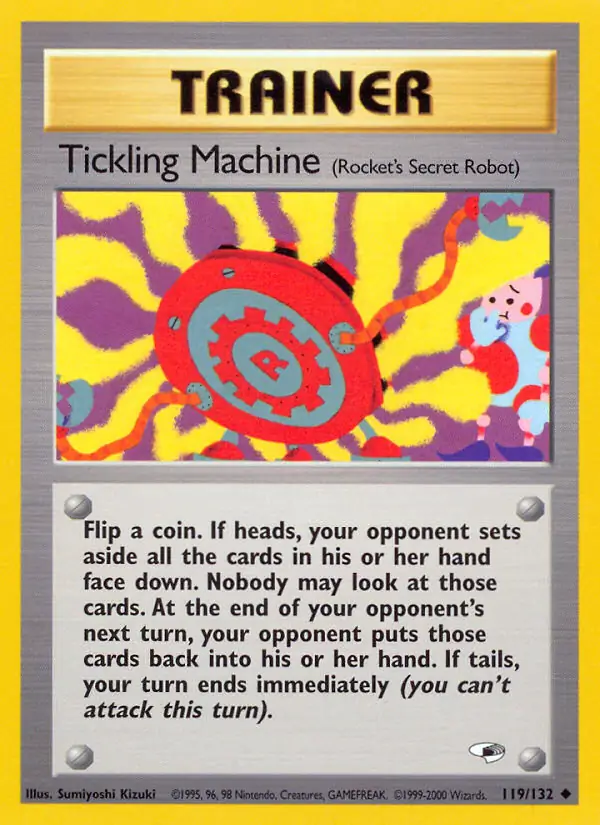 TRAINER
Tickling Machine (Rocket's Secret Robot)
R
Flip a coin. If heads, your opponent sets
aside all the cards in his or her hand
face down. Nobody may look at those
cards. At the end of your opponent's
next turn, your opponent puts those
cards back into his or her hand. If tails,
your turn ends immediately (you can't
attack this turn).
Illus. Sumiyoshi Kizuki ©1995, 96, 98 Nintendo, Creatures, GAMEFREAK. ©1999-2000 Wizards. 119/132 ◆